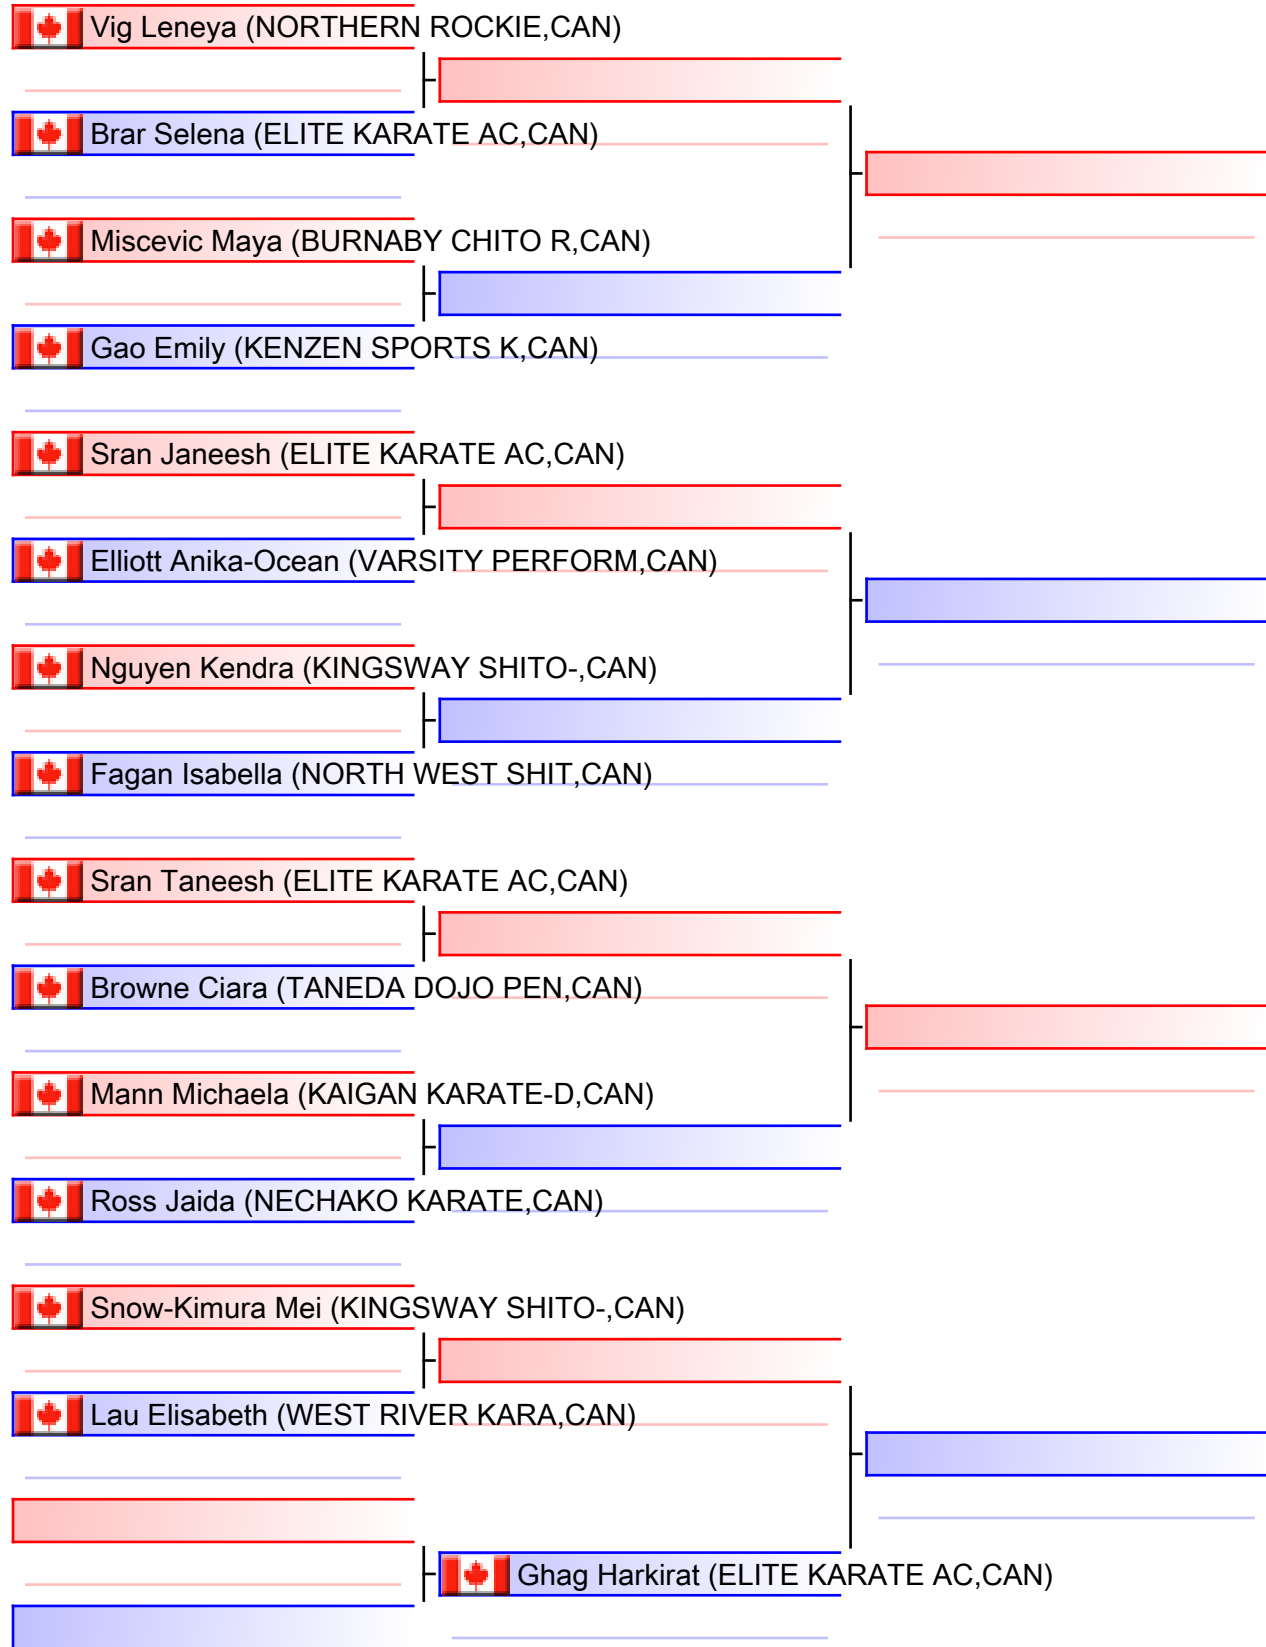 Vig Leneya (NORTHERN ROCKIE,CAN)
Brar Selena (ELITE KARATE AC,CAN)
Miscevic Maya (BURNABY CHITO R,CAN)
Gao Emily (KENZEN SPORTS K,CAN)
Sran Janeesh (ELITE KARATE AC,CAN)
Elliott Anika-Ocean (VARSITY PERFORM,CAN)
Nguyen Kendra (KINGSWAY SHITO-,CAN)
Fagan Isabella (NORTH WEST SHIT,CAN)
Sran Taneesh (ELITE KARATE AC,CAN)
Browne Ciara (TANEDA DOJO PEN,CAN)
Mann Michaela (KAIGAN KARATE-D,CAN)
Ross Jaida (NECHAKO KARATE,CAN)
Snow-Kimura Mei (KINGSWAY SHITO-,CAN)
Lau Elisabeth (WEST RIVER KARA,CAN)
Ghag Harkirat (ELITE KARATE AC,CAN)